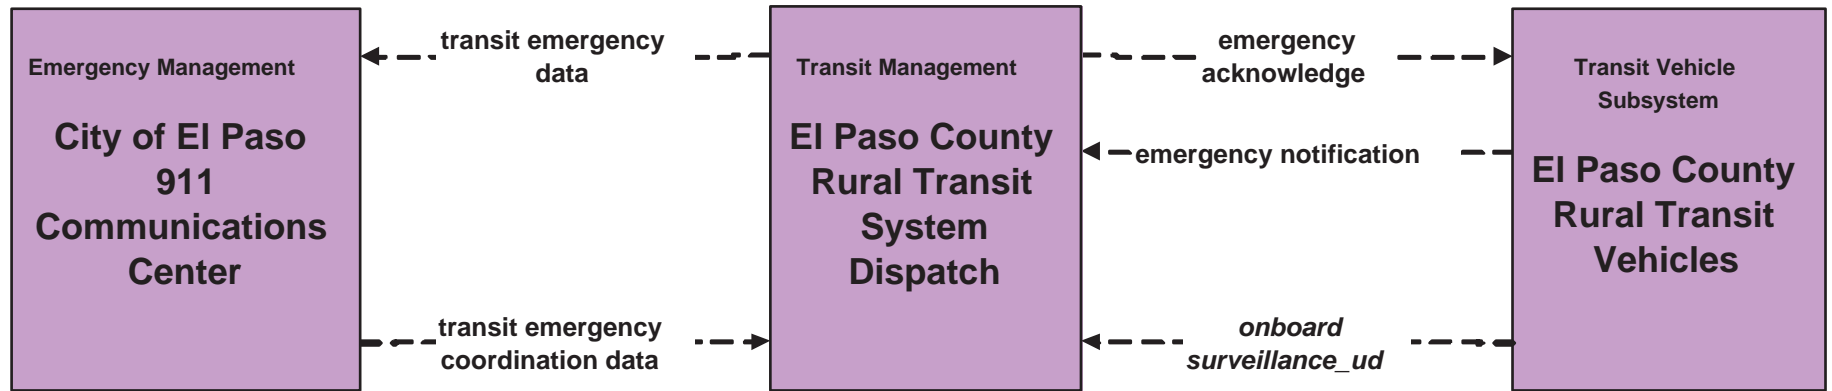 Emergency Management
City of El Paso
911
Communications
Center
transit emergency
data
transit emergency
coordination data
Transit Management
El Paso County
Rural Transit
System
Dispatch
emergency
acknowledge
emergency notification
onboard
surveillance_ud
Transit Vehicle
Subsystem
El Paso County
Rural Transit
Vehicles